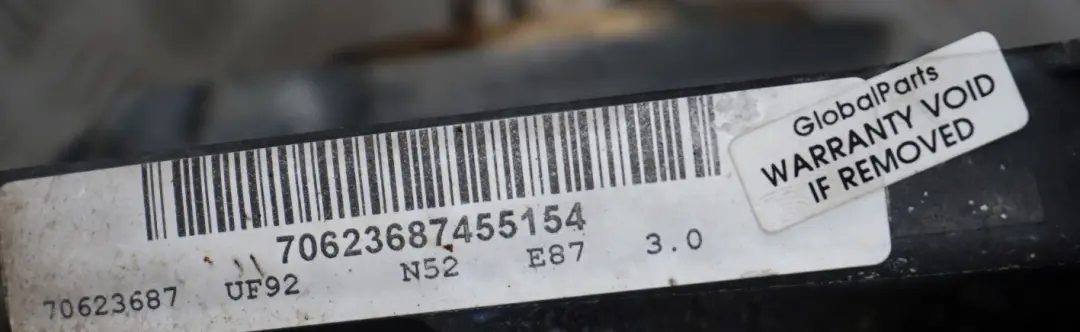 70623687455154
70623687 UF92 N52 E87 3.0
GlobalParts
WARRANTY VOID
IF REMOVED